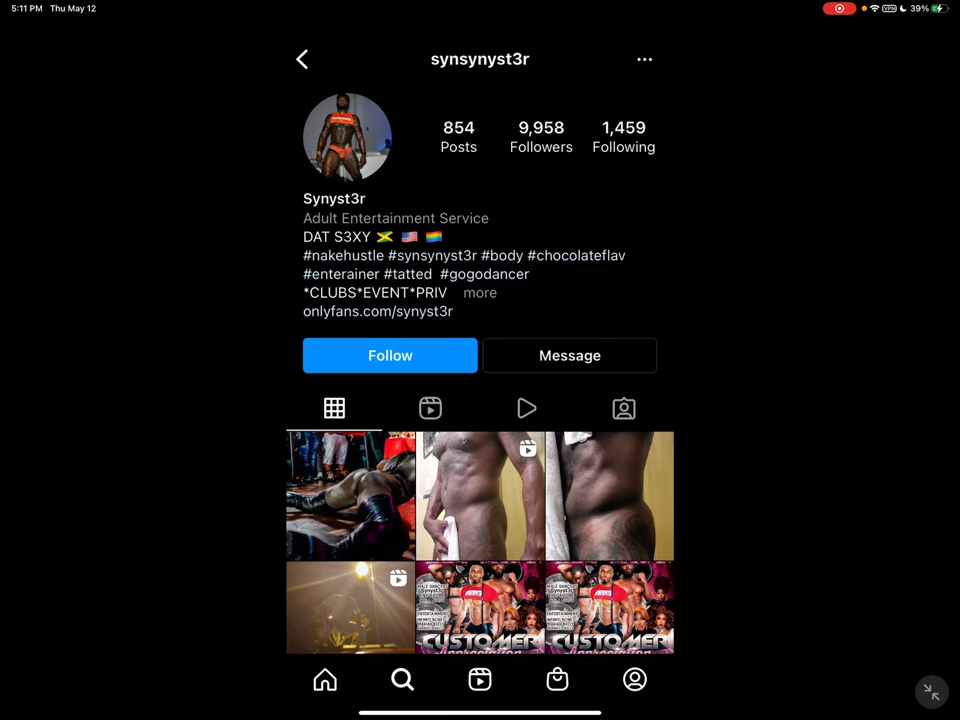 5:11 PM Thu May 12
VPN 39%
synsynyst3r
854 9,958 1,459
Posts Followers Following
Synyst3r
Adult Entertainment Service
DAT S3XY 🇯🇲 🇺🇸 🏳️‍🌈
#nakehustle #synsynyst3r #body #chocolateflav
#enterainer #tatted #gogodancer
*CLUBS*EVENT*PRIV more
onlyfans.com/synyst3r
Follow Message
CUSTOMER CUSTOMER